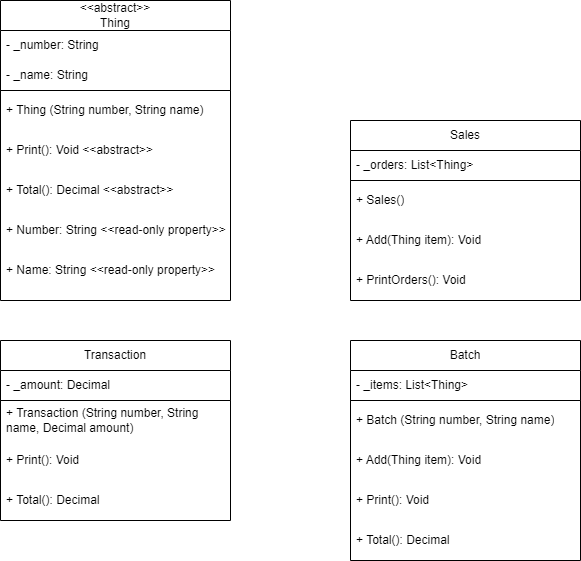 <<abstract>>
Thing
- _number: String
- _name: String
+ Thing (String number, String name)
+ Print(): Void <<abstract>>
+ Total(): Decimal <<abstract>>
+ Number: String <<read-only property>>
+ Name: String <<read-only property>>
Sales
- _orders: List<Thing>
+ Sales()
+ Add(Thing item): Void
+ PrintOrders(): Void
Transaction
- _amount: Decimal
+ Transaction (String number, String
name, Decimal amount)
+ Print(): Void
+ Total(): Decimal
Batch
- _items: List<Thing>
+ Batch (String number, String name)
+ Add(Thing item): Void
+ Print(): Void
+ Total(): Decimal